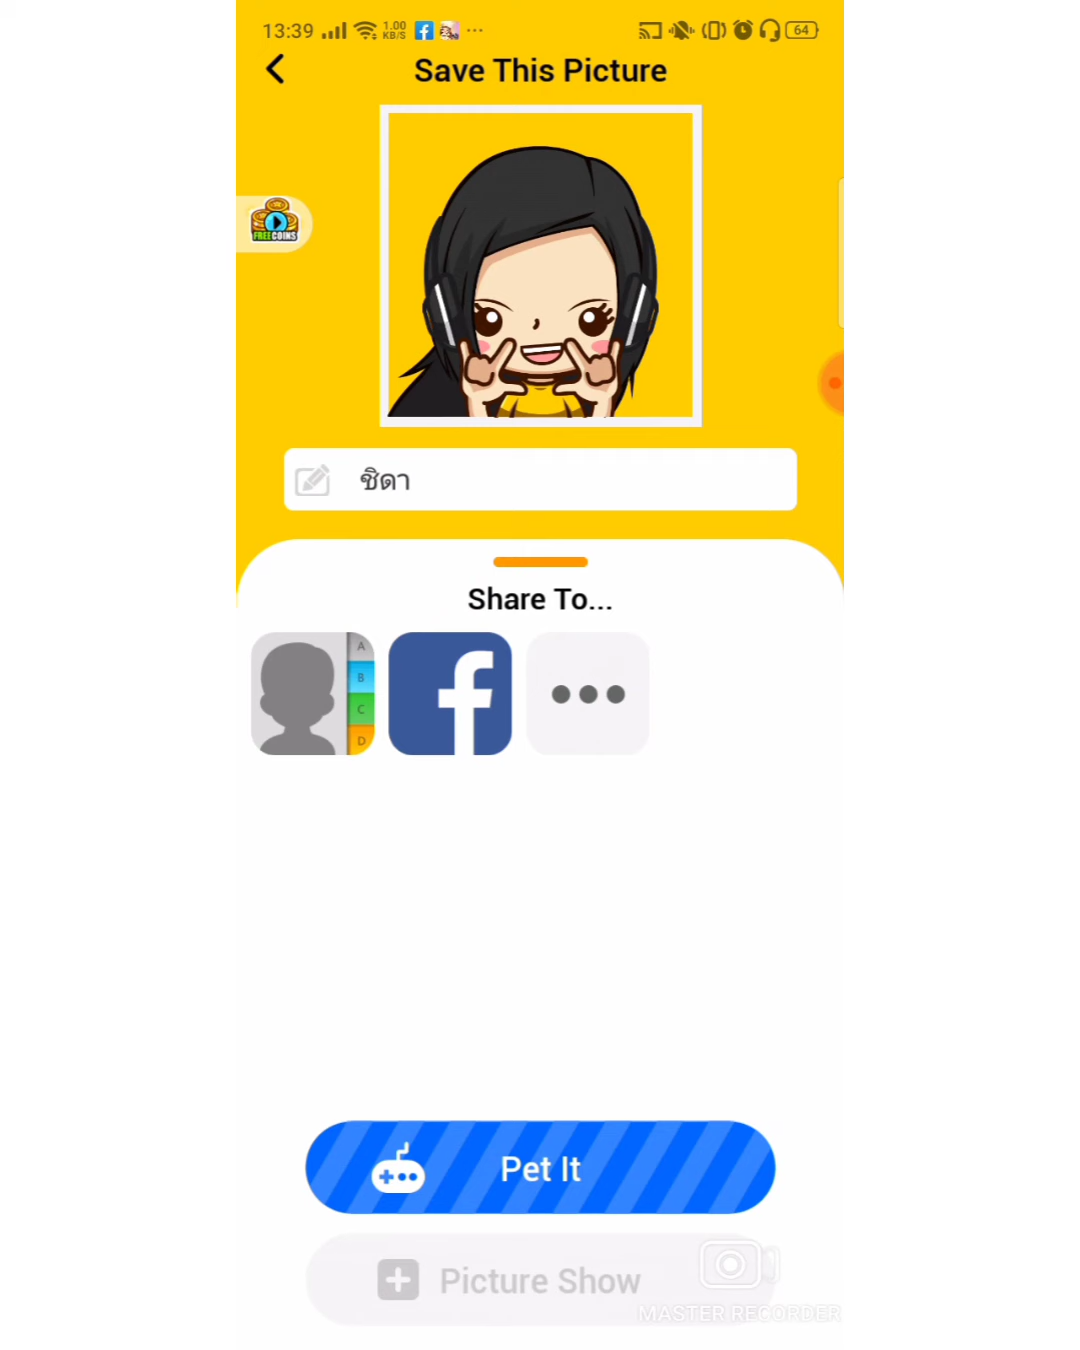 13:39 1.00 KB/S 64
Save This Picture
FREE COINS
ชิดา
Share To...
A
B
C
D
Pet It
Picture Show
MASTER RECORDER